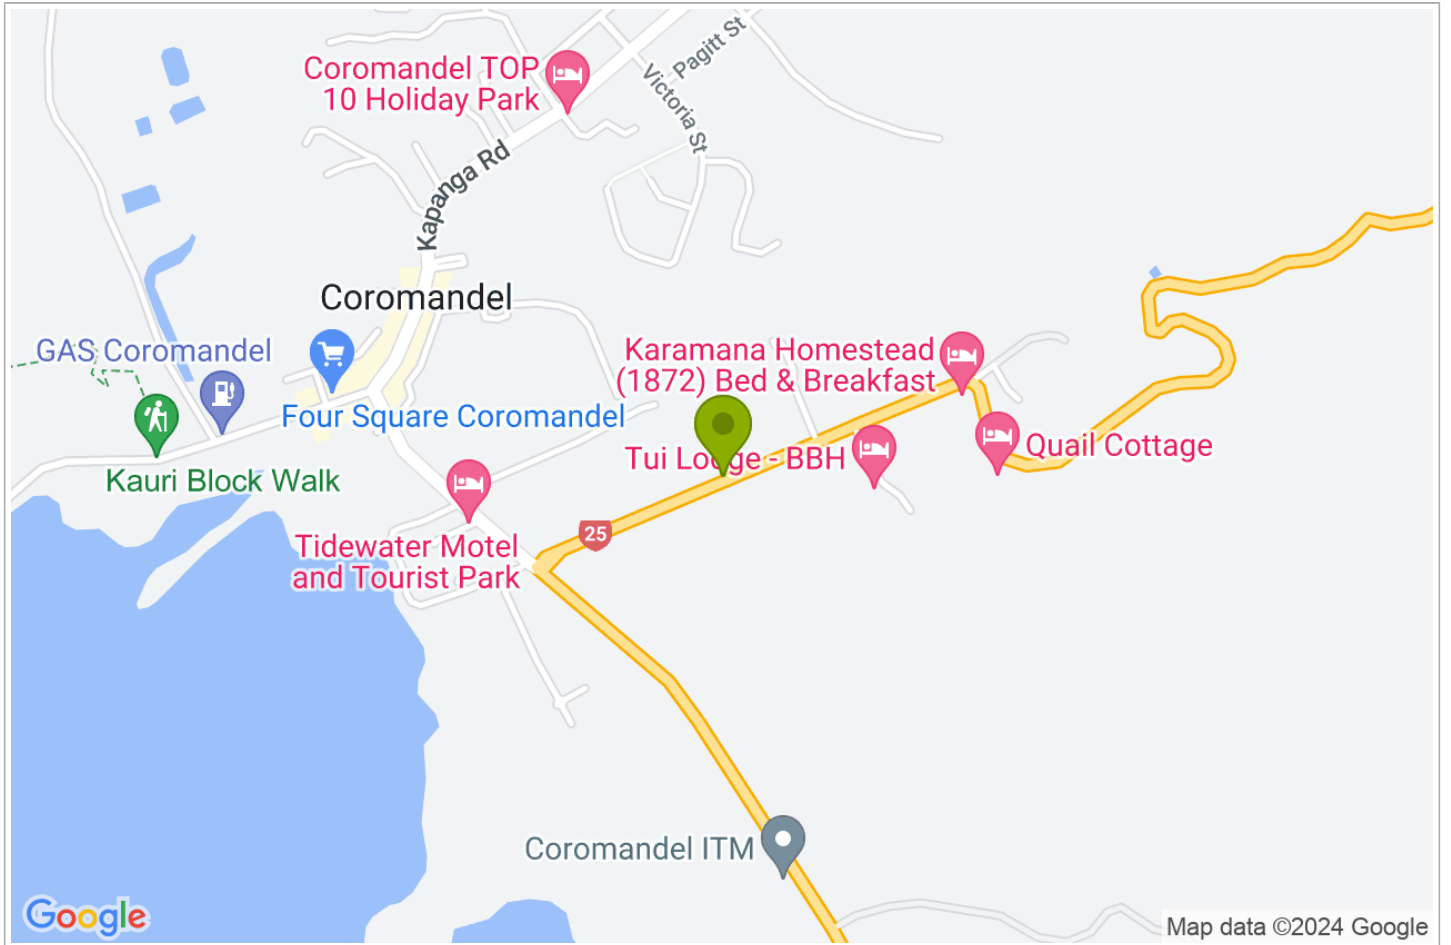 Pagitt St
Coromandel TOP
10 Holiday Park
Victoria St
Kapanga Rd
Coromandel
GAS Coromandel
Karamana Homestead
(1872) Bed & Breakfast
Four Square Coromandel
Tui Lodge - BBH
Quail Cottage
Kauri Block Walk
25
Tidewater Motel
and Tourist Park
Coromandel ITM
Google
Map data ©2024 Google